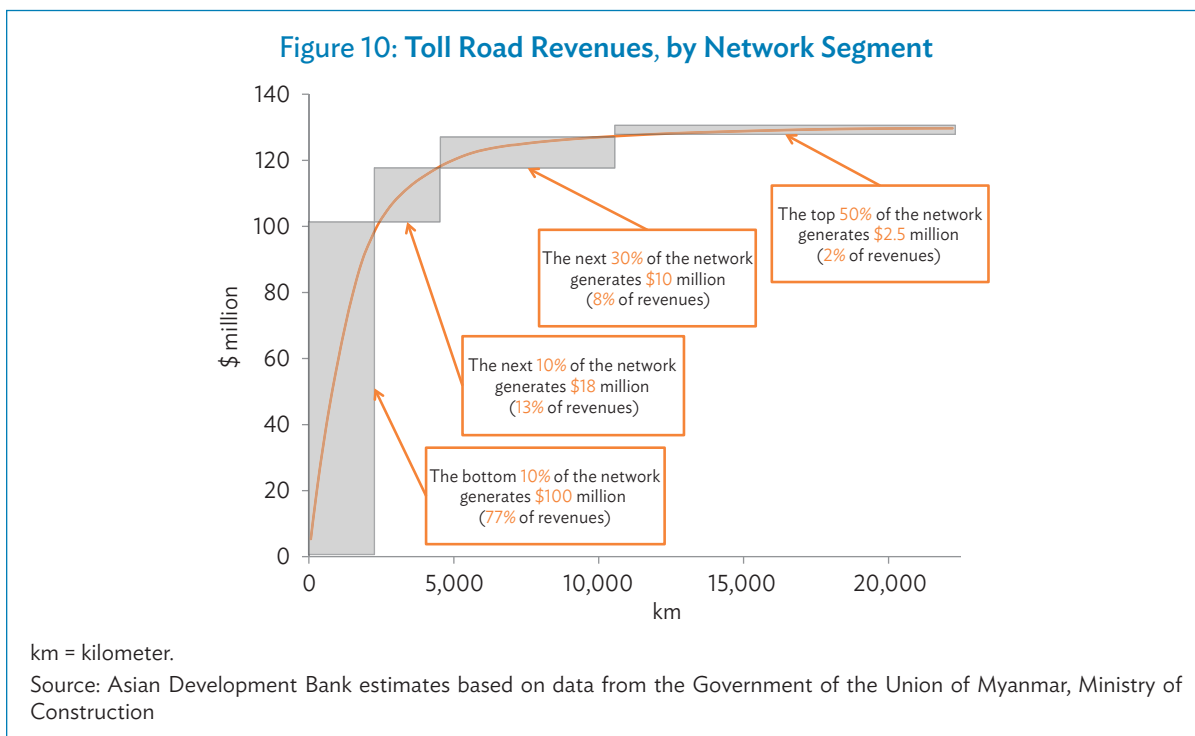 Figure 10: Toll Road Revenues, by Network Segment
140
120
100
80
60
40
20
0
$ million
The top 50% of the network
generates $2.5 million
(2% of revenues)
The next 30% of the network
generates $10 million
(8% of revenues)
The next 10% of the network
generates $18 million
(13% of revenues)
The bottom 10% of the network
generates $100 million
(77% of revenues)
0
5,000
10,000
15,000
20,000
km
km = kilometer.
Source: Asian Development Bank estimates based on data from the Government of the Union of Myanmar, Ministry of
Construction